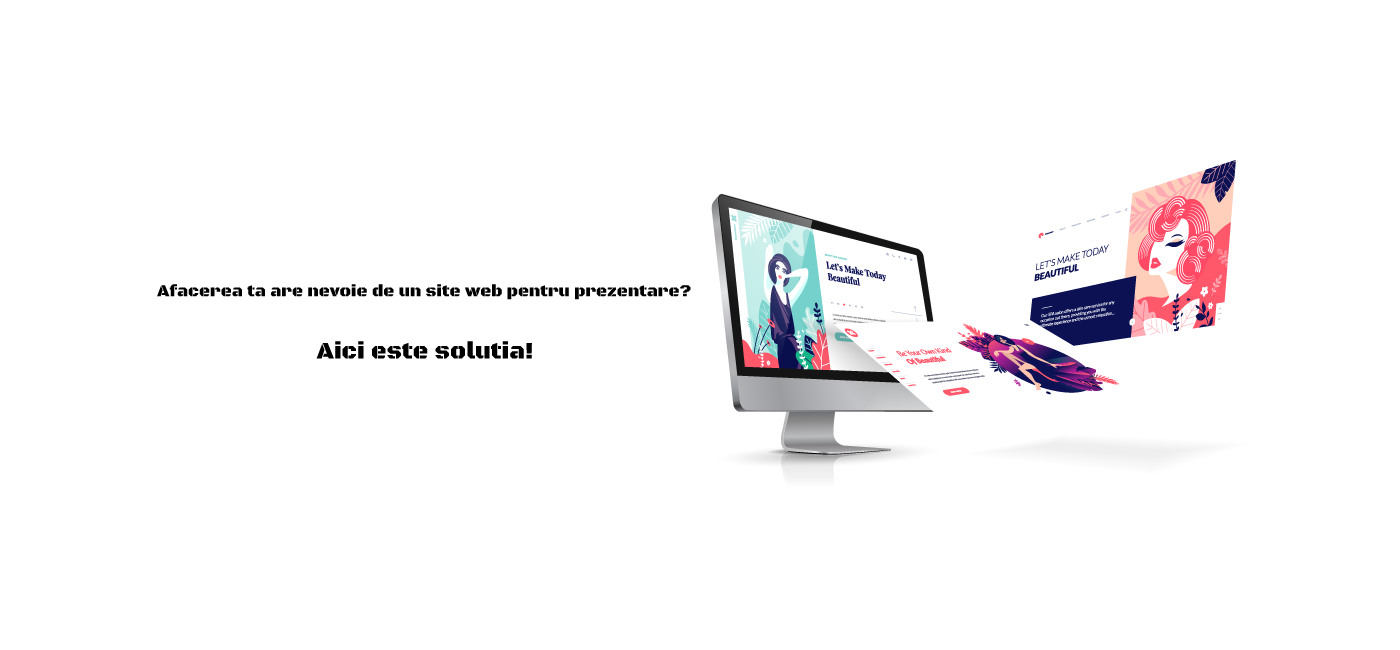 Afacerea ta are nevoie de un site web pentru prezentare?
Aici este solutia!
Let's Make Today
Beautiful
LET'S MAKE TODAY
BEAUTIFUL
Be Your Own Kind
Of Beautiful